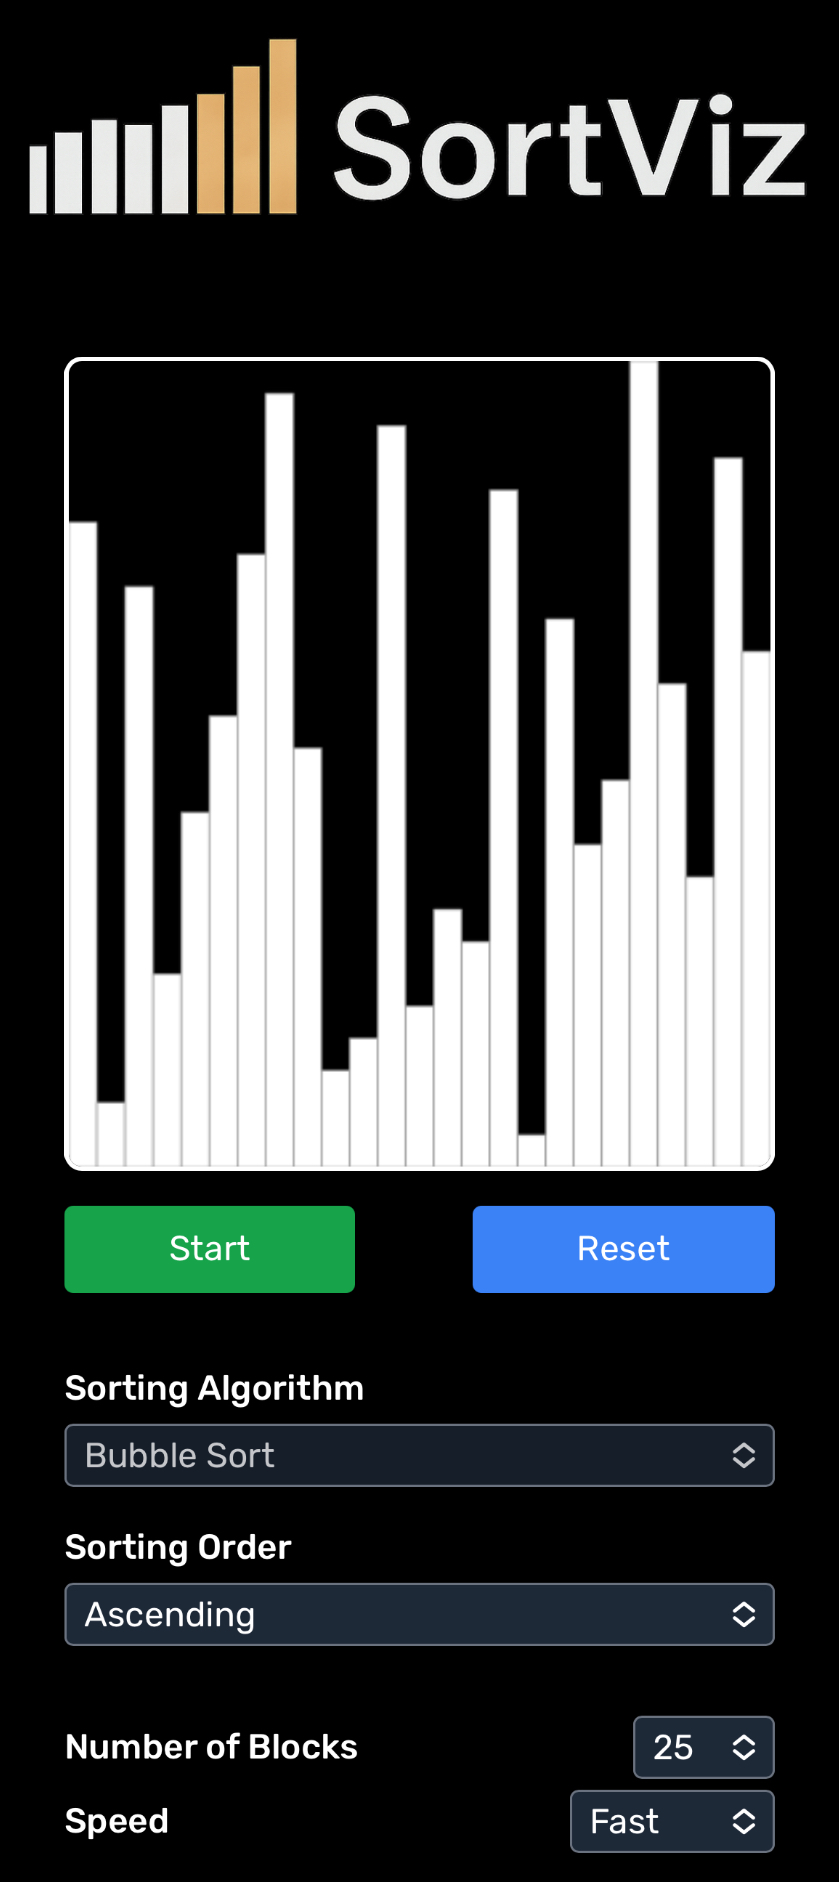 SortViz
Start
Reset
Sorting Algorithm
Bubble Sort
Sorting Order
Ascending
Number of Blocks
25
Speed
Fast